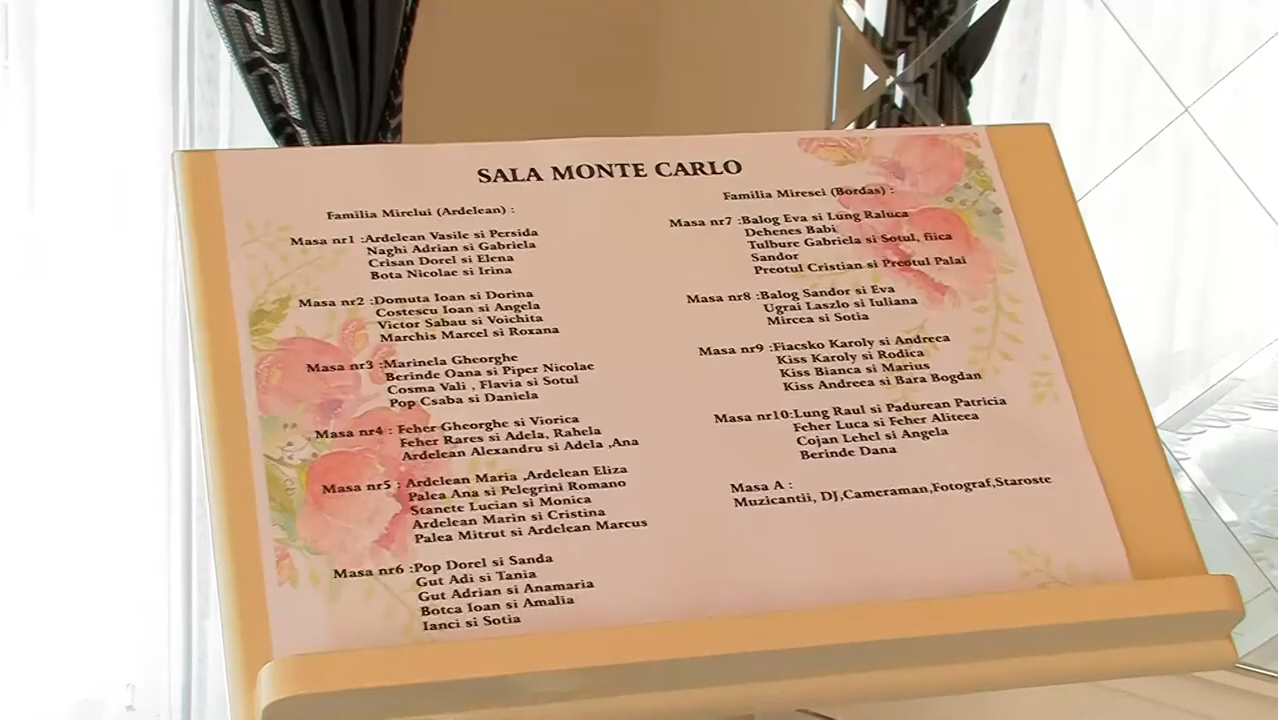 SALA MONTE CARLO
Familia Mirelui (Ardelean) :
Masa nr1 :Ardelean Vasile si Persida
Naghi Adrian si Gabriela
Crisan Dorel si Elena
Bota Nicolae si Irina
Masa nr2 :Domuta Ioan si Dorina
Costescu Ioan si Angela
Victor Sabau si Voichita
Marchis Marcel si Roxana
Masa nr3 :Marinela Gheorghe
Berinde Oana si Piper Nicolae
Cosma Vali , Flavia si Sotul
Pop Csaba si Daniela
Masa nr4 : Feher Gheorghe si Viorica
Feher Rares si Adela, Rahela
Ardelean Alexandru si Adela ,Ana
Masa nr5 : Ardelean Maria ,Ardelean Eliza
Palea Ana si Pelegrini Romano
Stanete Lucian si Monica
Ardelean Marin si Cristina
Palea Mitrut si Ardelean Marcus
Masa nr6 :Pop Dorel si Sanda
Gut Adi si Tania
Gut Adrian si Anamaria
Botea Ioan si Amalia
Ianci si Sotia
Familia Miresei (Bordas) :
Masa nr7 :Balog Eva si Lung Raluca
Dehenes Babi
Tulbure Gabriela si Sotul, fiica
Sandor
Preotul Cristian si Preotul Palai
Masa nr8 :Balog Sandor si Eva
Ugrai Laszlo si Iuliana
Mircea si Sotia
Masa nr9 :Fiacsko Karoly si Andreea
Kiss Karoly si Rodica
Kiss Bianca si Marius
Kiss Andreea si Bara Bogdan
Masa nr10:Lung Raul si Padurean Patricia
Feher Luca si Feher Aliteea
Cojan Lehel si Angela
Berinde Dana
Masa A :
Muzicantii, DJ,Cameraman,Fotograf,Staroste